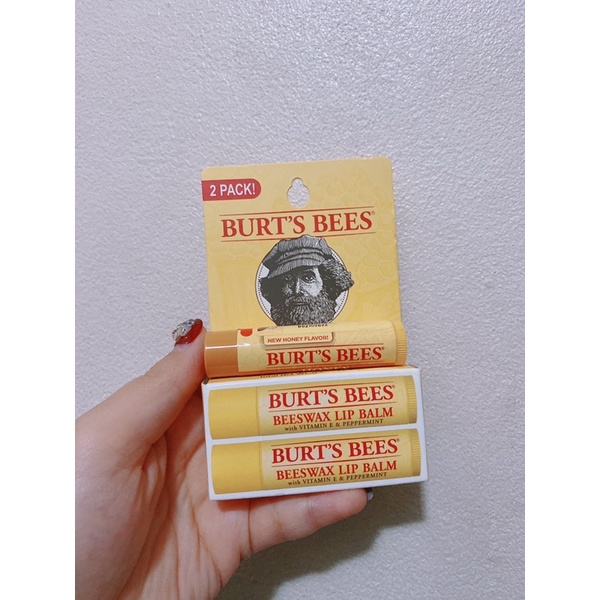 2 PACK!
BURT'S BEES®
NEW HONEY FLAVOR!
BURT'S BEES®
BURT'S BEES®
BEESWAX LIP BALM
with VITAMIN E & PEPPERMINT
BURT'S BEES®
BEESWAX LIP BALM
with VITAMIN E & PEPPERMINT